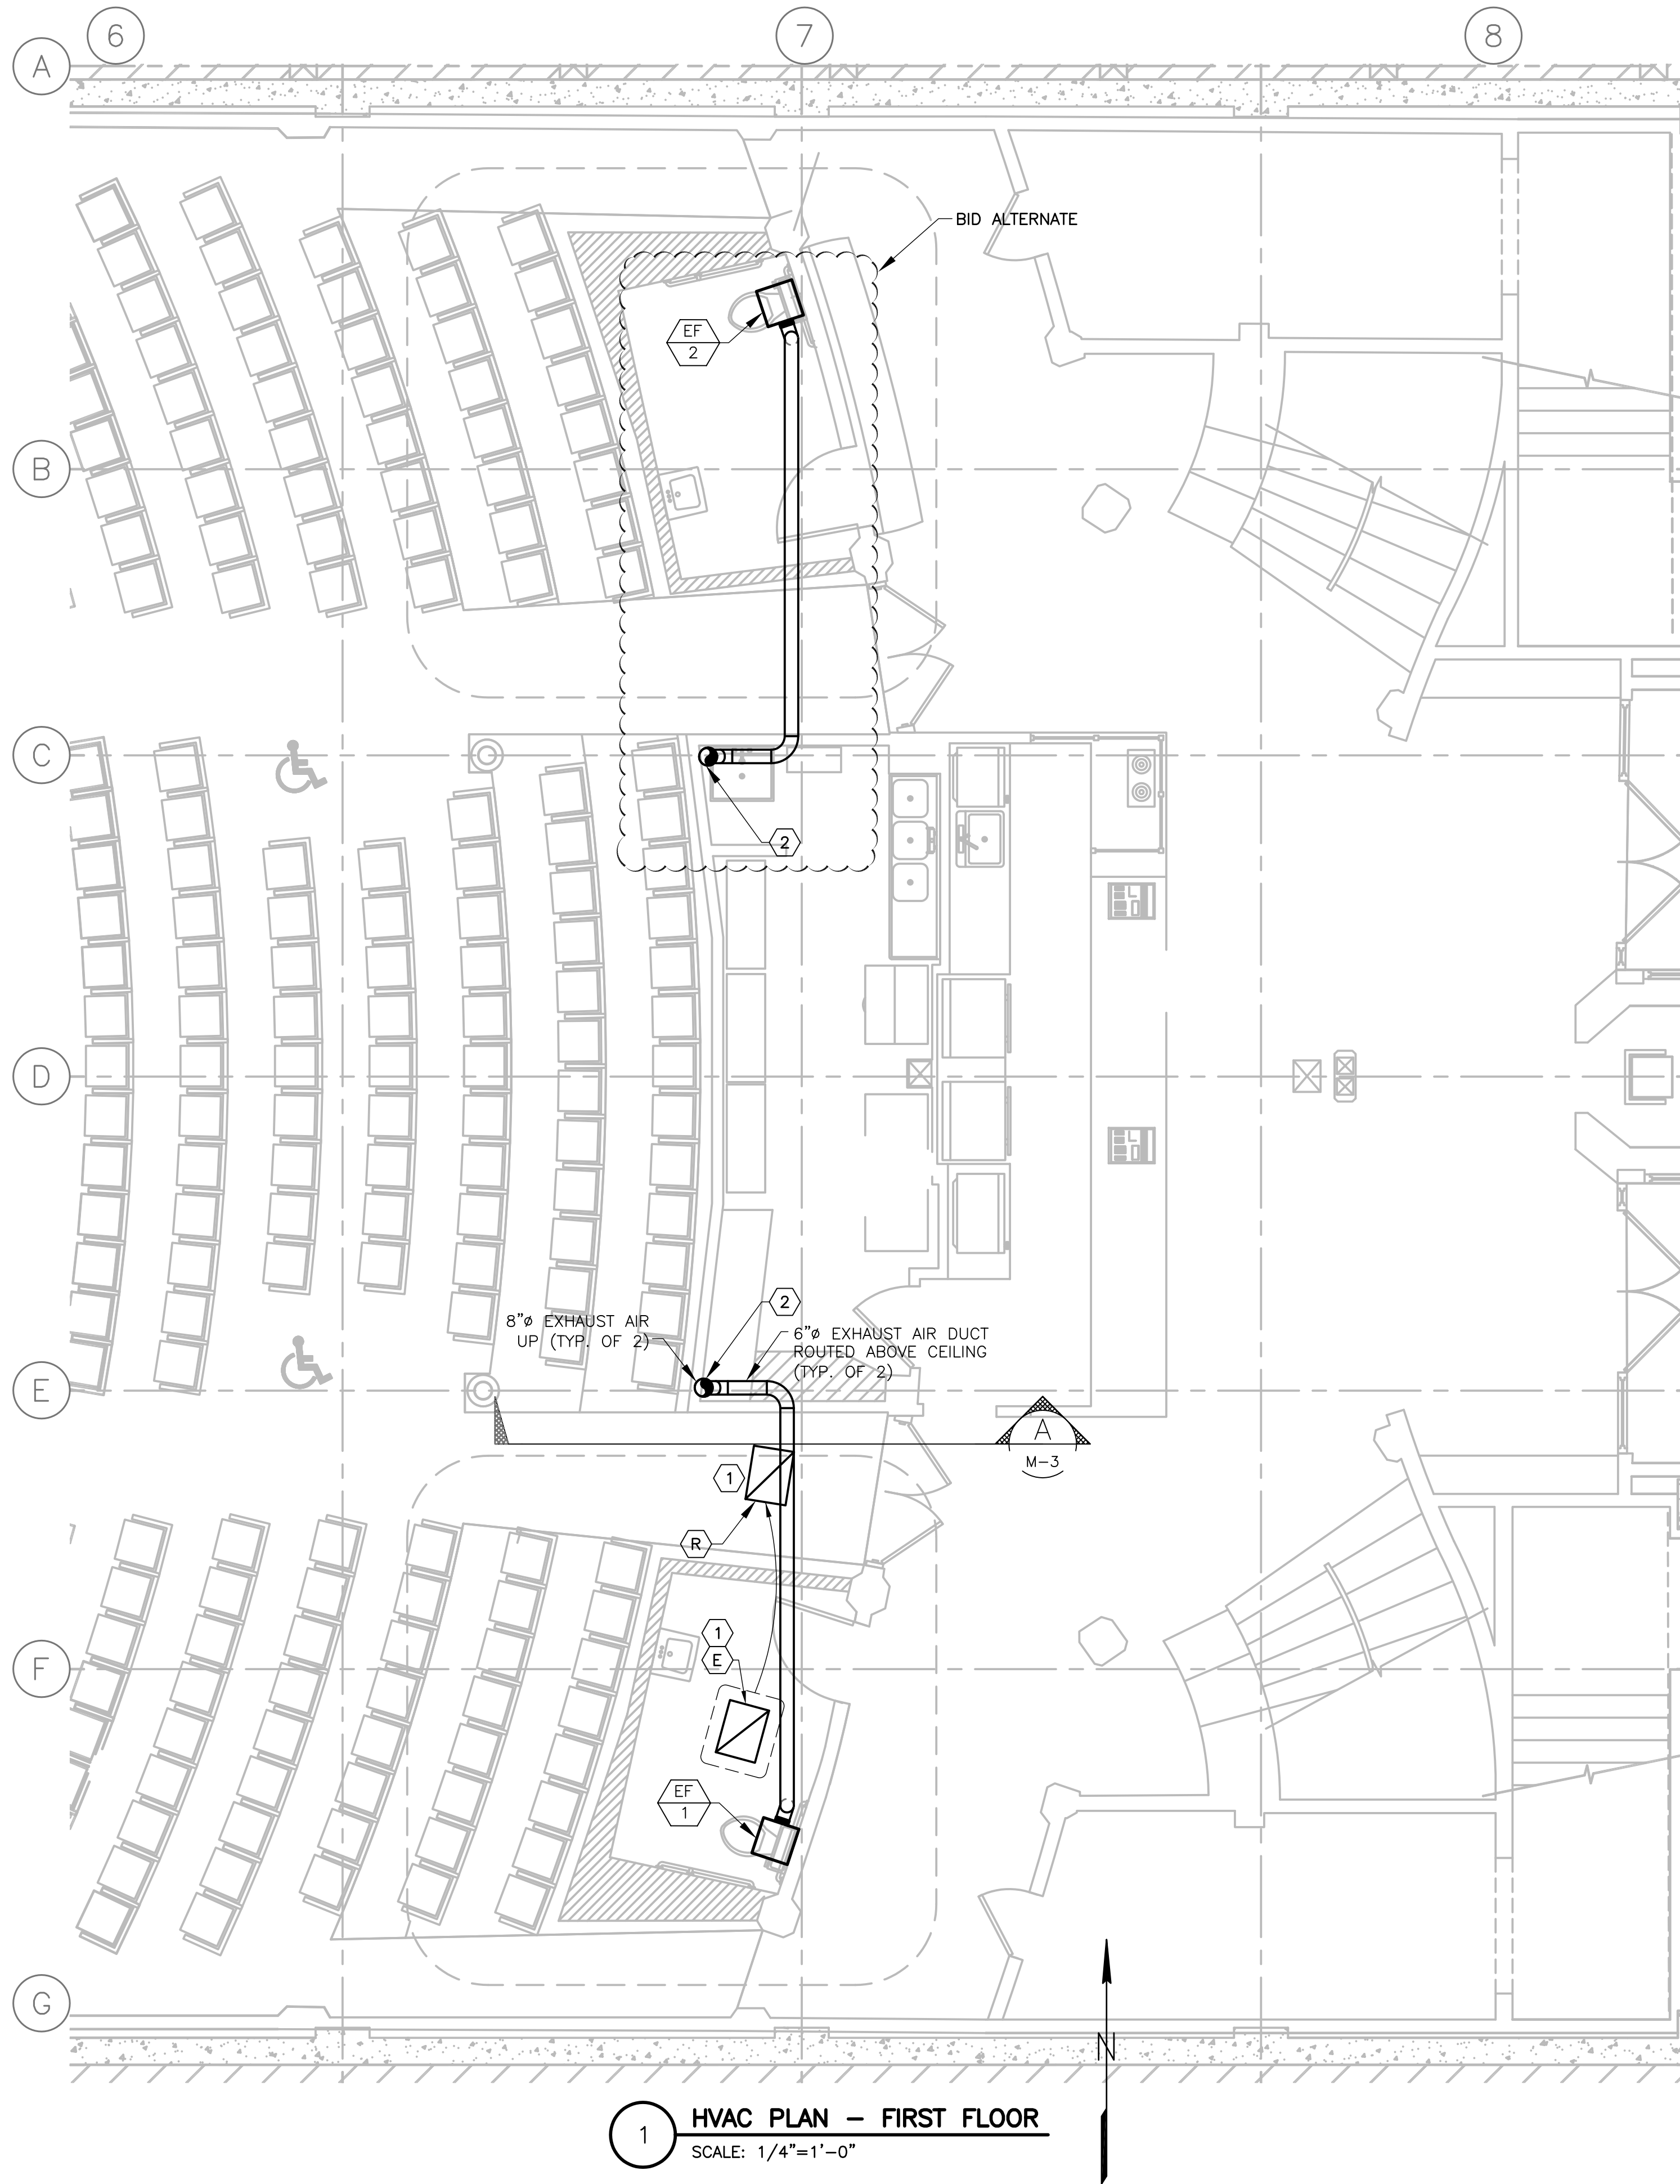 6
7
8
A
BID ALTERNATE
EF
2
B
C
2
D
2
8"ø EXHAUST AIR
UP (TYP. OF 2)
6"ø EXHAUST AIR DUCT
ROUTED ABOVE CEILING
(TYP. OF 2)
E
A
M-3
1
R
1
E
F
EF
1
G
N
1
HVAC PLAN - FIRST FLOOR
SCALE: 1/4"=1'-0"